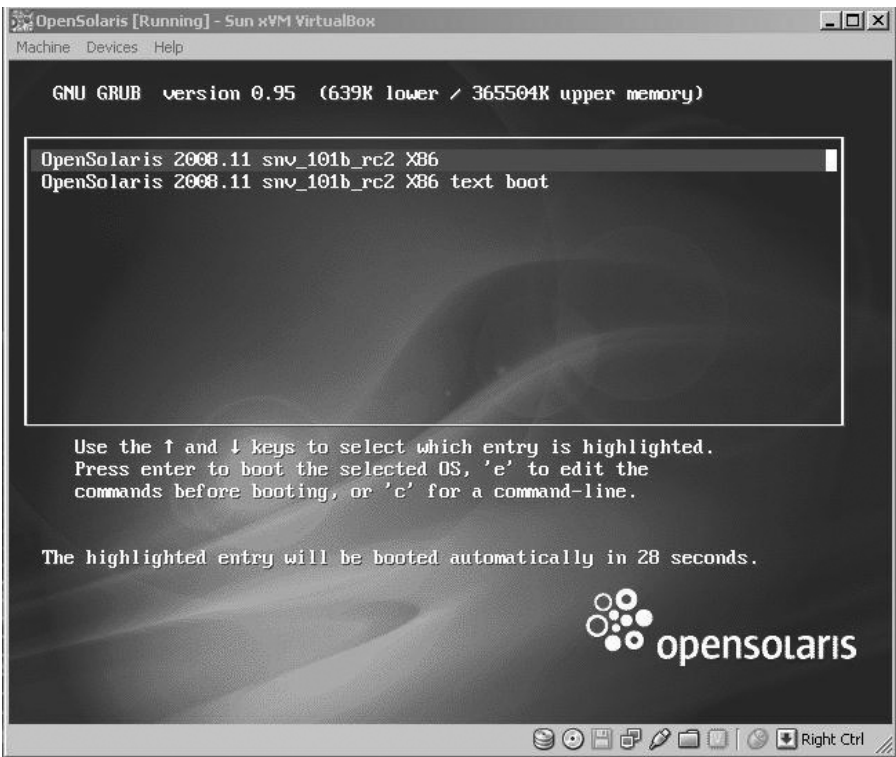 OpenSolaris [Running] - Sun xVM VirtualBox
Machine Devices Help
GNU GRUB version 0.95 (639K lower / 365504K upper memory)
OpenSolaris 2008.11 snv_101b_rc2 X86
OpenSolaris 2008.11 snv_101b_rc2 X86 text boot
Use the ↑ and ↓ keys to select which entry is highlighted.
Press enter to boot the selected OS, 'e' to edit the
commands before booting, or 'c' for a command-line.
The highlighted entry will be booted automatically in 28 seconds.
opensolaris
Right Ctrl